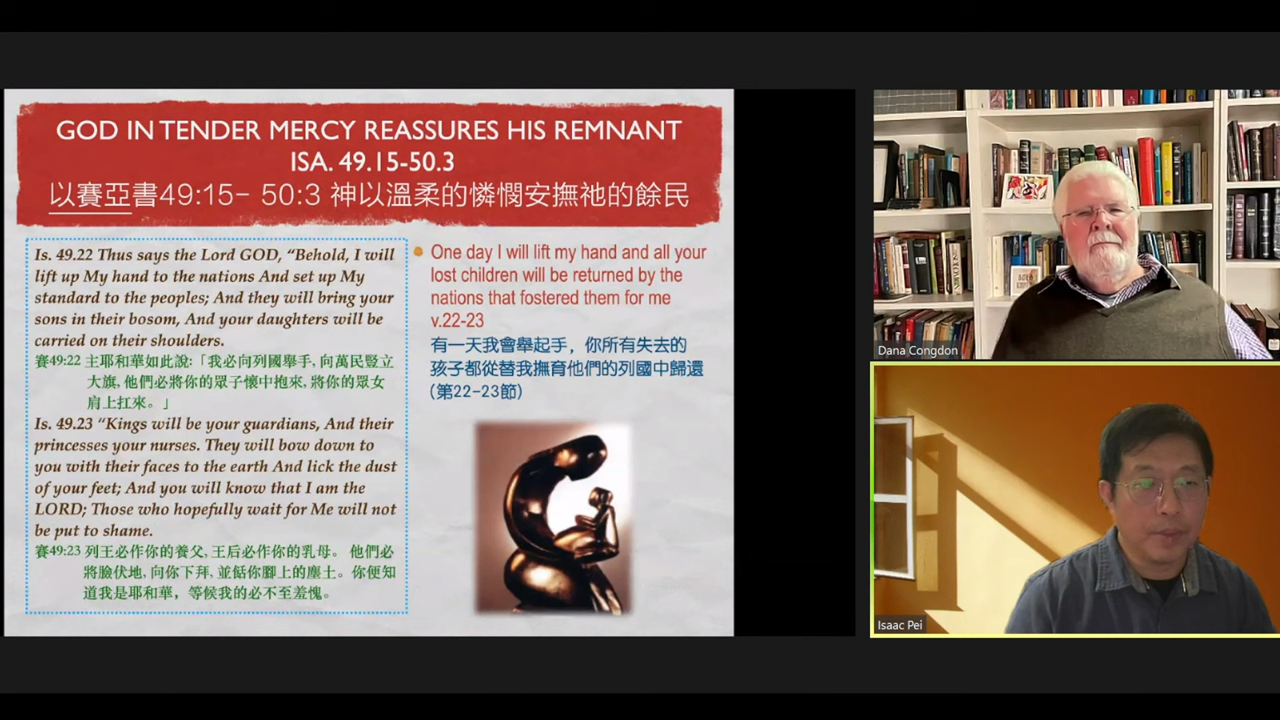 GOD IN TENDER MERCY REASSURES HIS REMNANT
ISA. 49.15-50.3
以賽亞書49:15- 50:3 神以溫柔的憐憫安撫祂的餘民
Is. 49.22 Thus says the Lord GOD, “Behold, I will
lift up My hand to the nations And set up My
standard to the peoples; And they will bring your
sons in their bosom, And your daughters will be
carried on their shoulders.
賽49:22 主耶和華如此說:「我必向列國舉手, 向萬民豎立
大旗, 他們必將你的眾子懷中抱來, 將你的眾女
肩上扛來。」
Is. 49.23 “Kings will be your guardians, And their
princesses your nurses. They will bow down to
you with their faces to the earth And lick the dust
of your feet; And you will know that I am the
LORD; Those who hopefully wait for Me will not
be put to shame.
賽49:23 列王必作你的養父, 王后必作你的乳母。 他們必
將臉伏地, 向你下拜, 並餂你腳上的塵土。你便知
道我是耶和華，等候我的必不至羞愧。
One day I will lift my hand and all your
lost children will be returned by the
nations that fostered them for me
v.22-23
有一天我會舉起手，你所有失去的
孩子都從替我撫育他們的列國中歸還
(第22-23節)
Dana Congdon
Isaac Pei